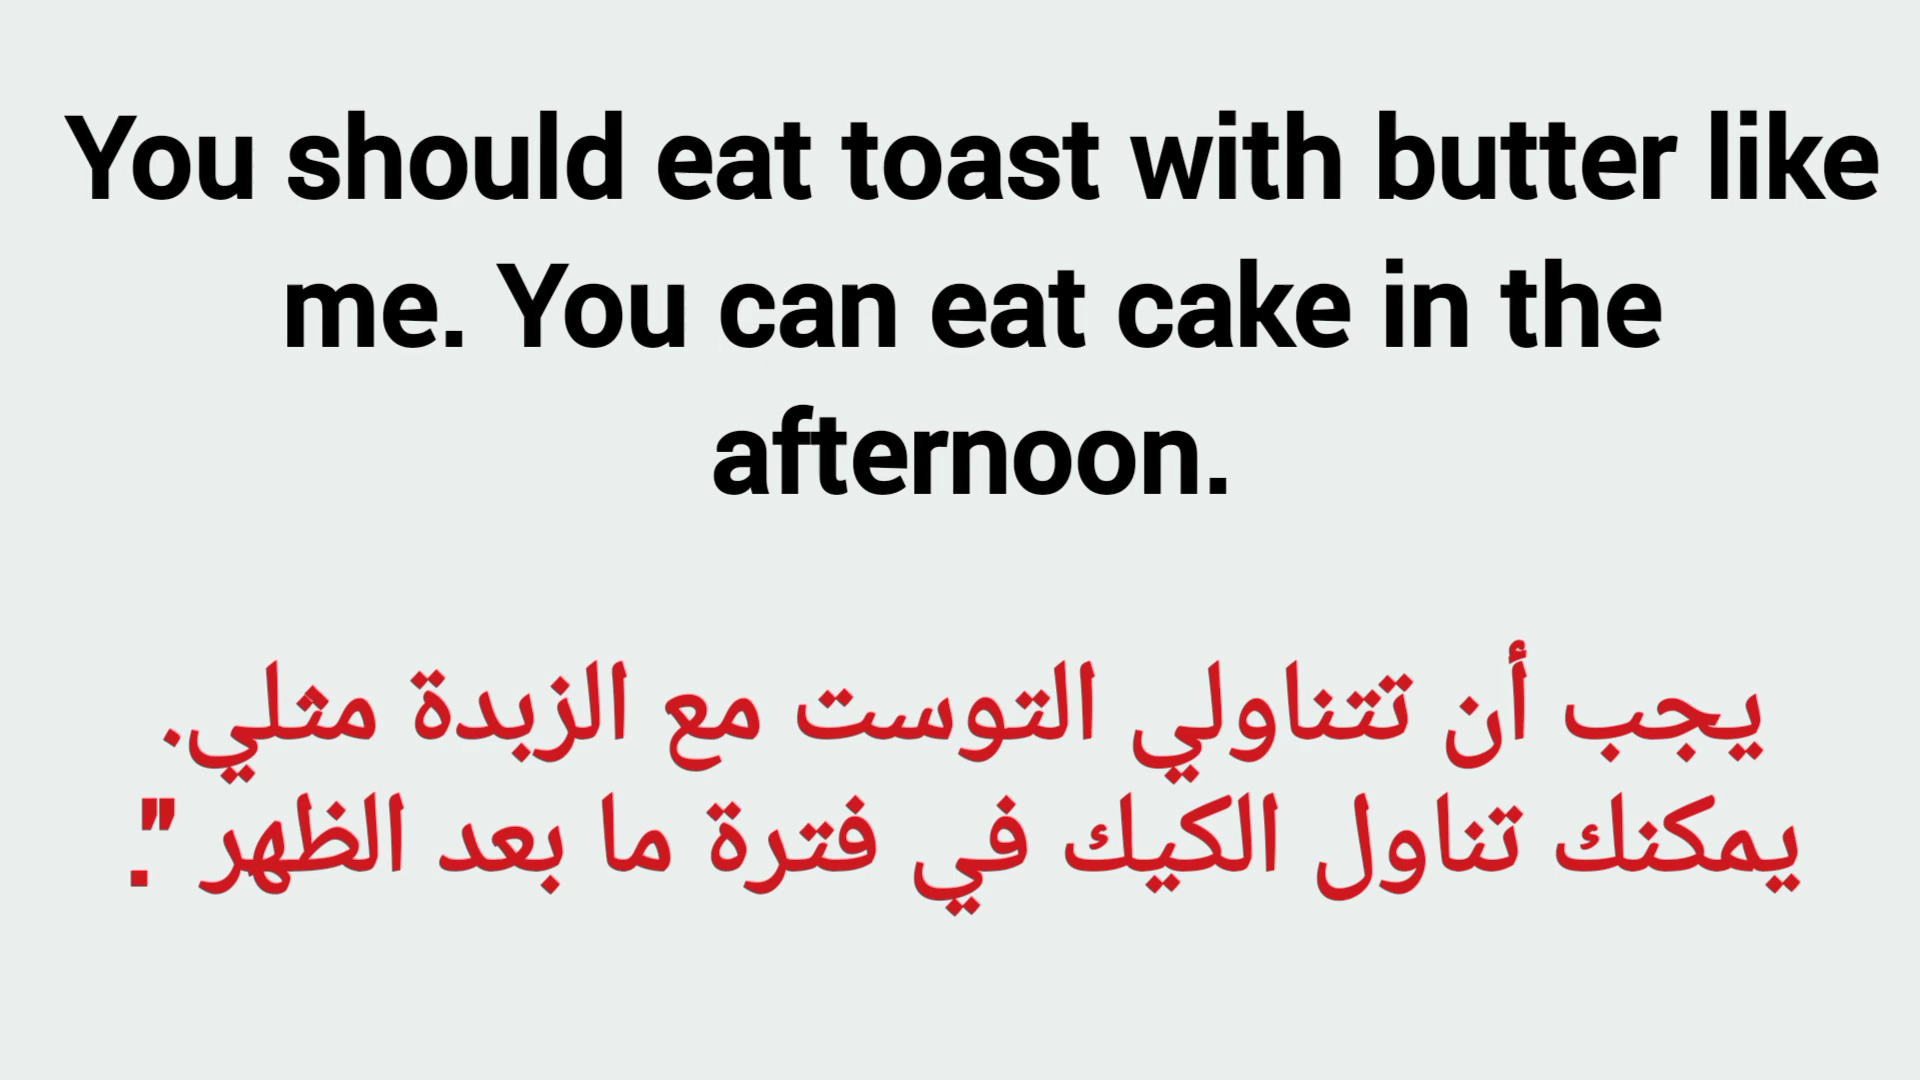 You should eat toast with butter like
me. You can eat cake in the
afternoon.
يجب أن تتناولي التوست مع الزبدة مثلي.
يمكنك تناول الكيك في فترة ما بعد الظهر ".